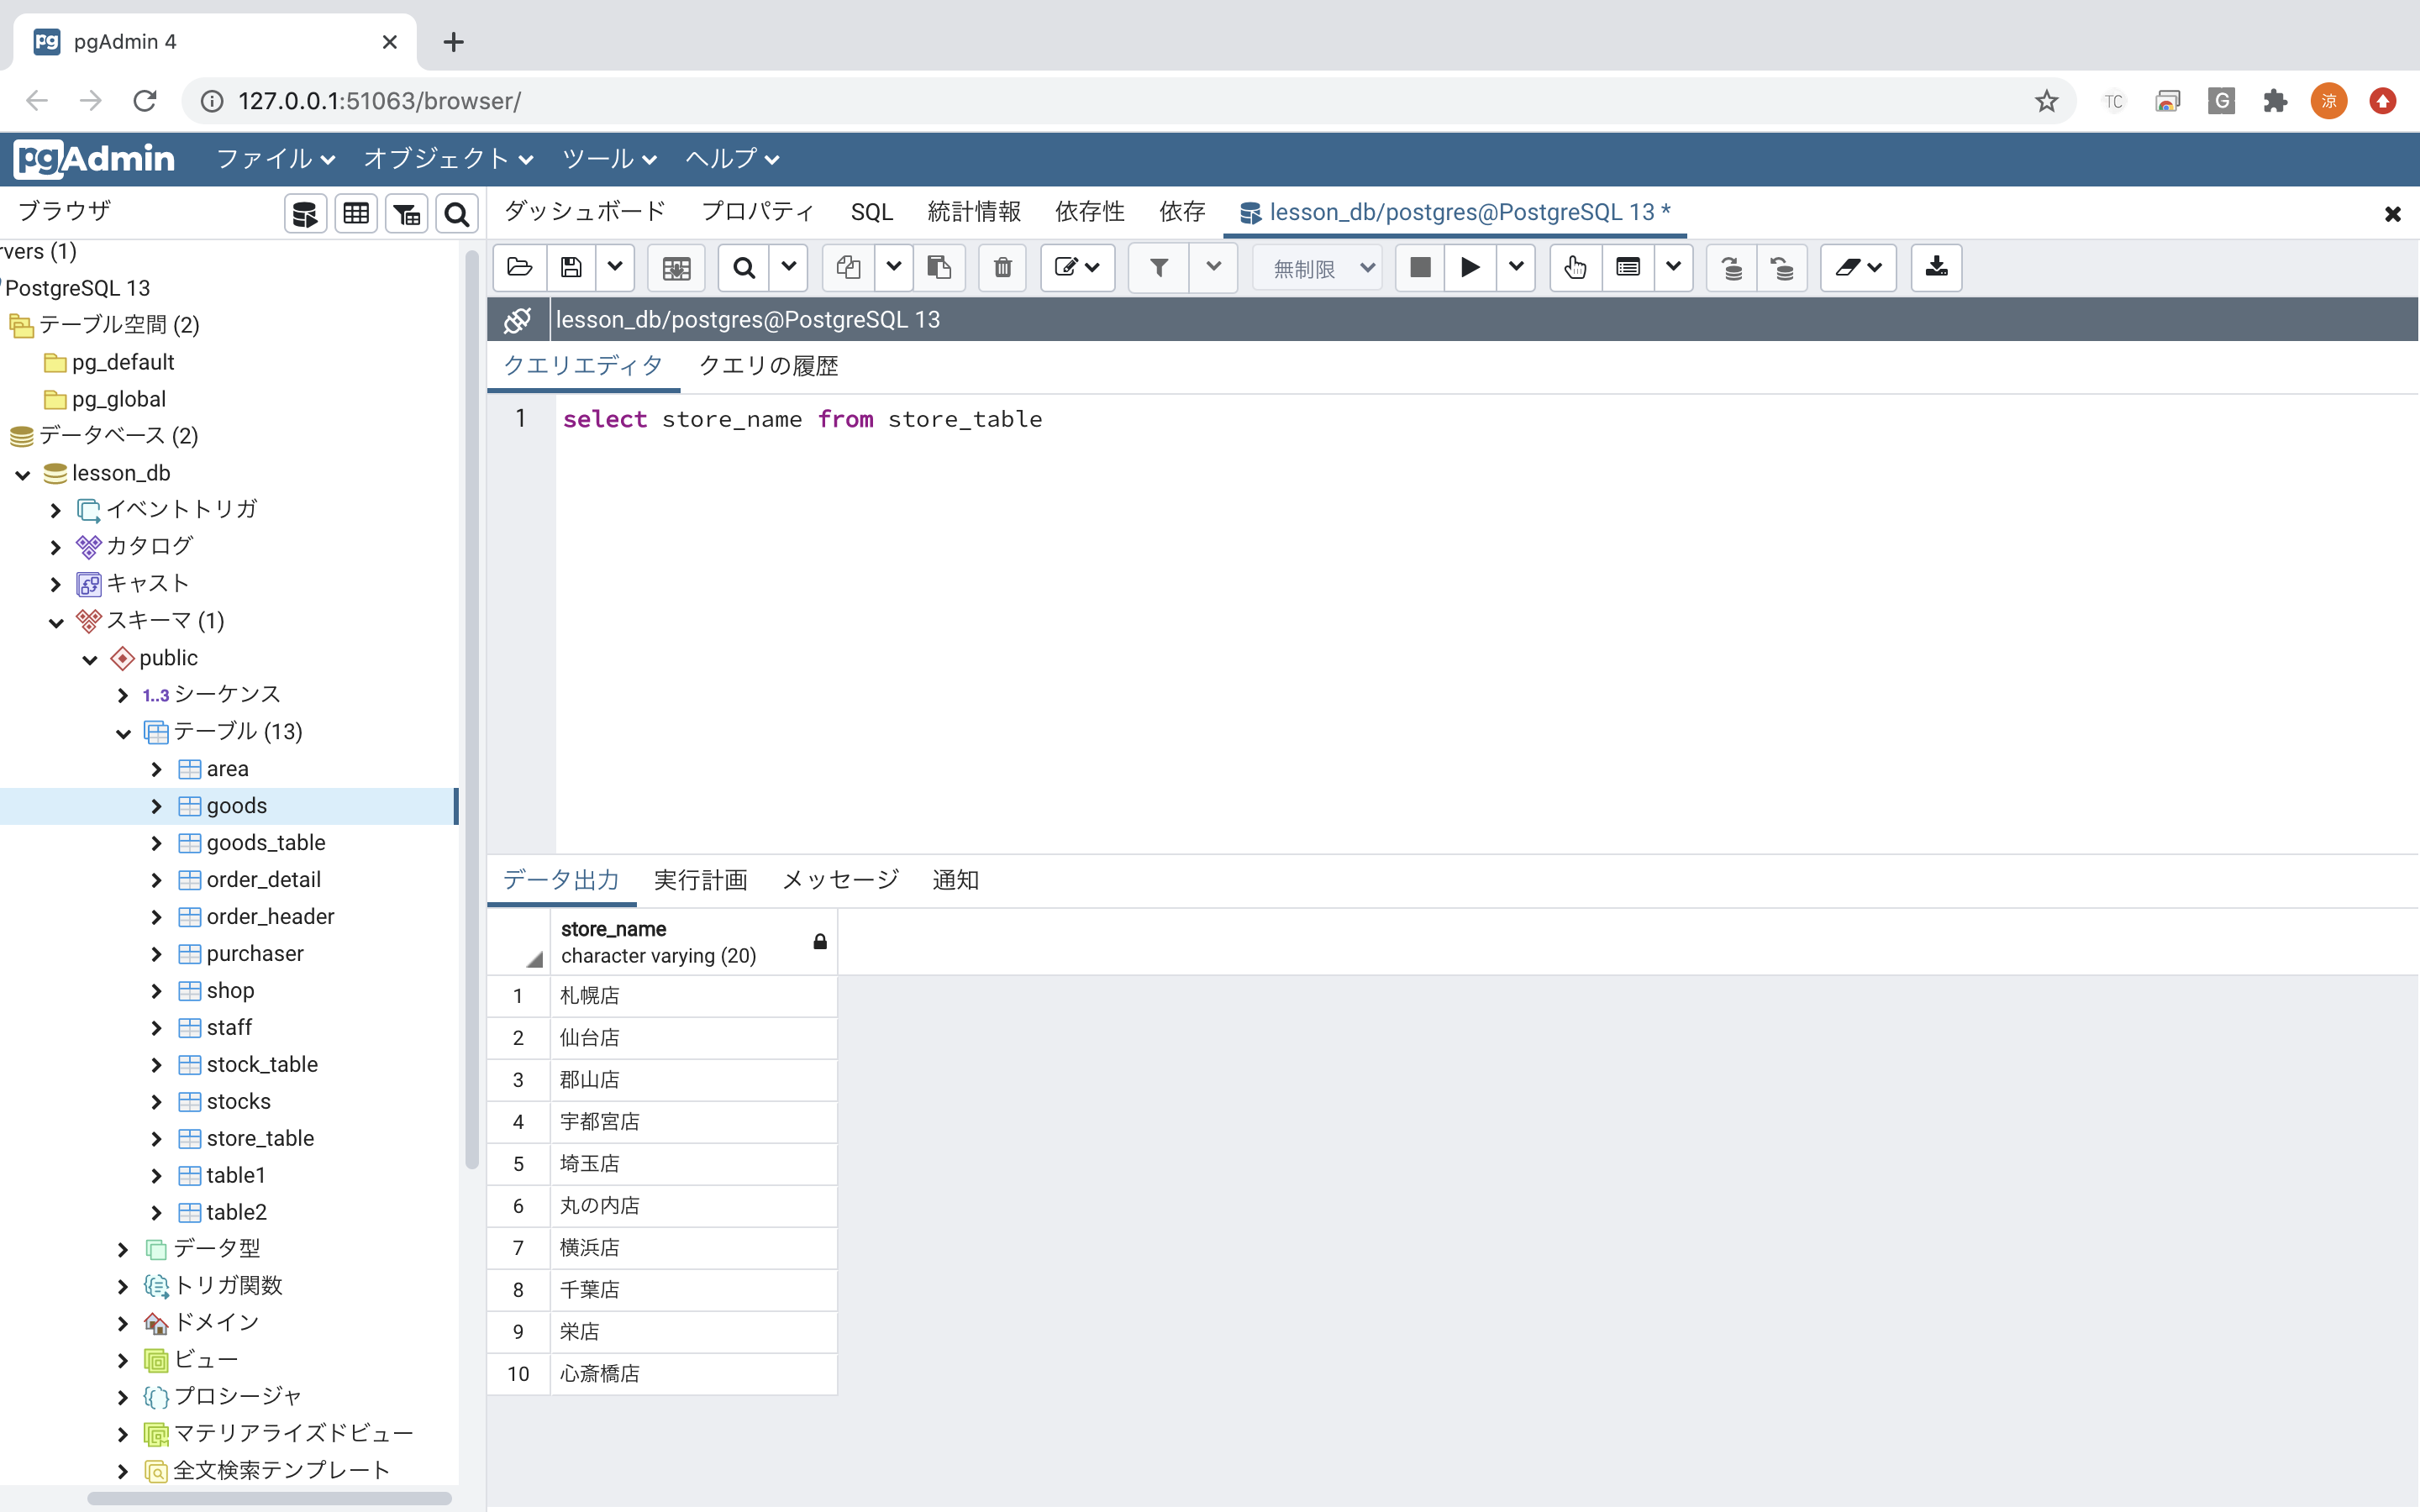 pgAdmin 4
127.0.0.1:51063/browser/
TC
G
涼
pgAdmin ファイル オブジェクト ツール ヘルプ
ブラウザ
ダッシュボード プロパティ SQL 統計情報 依存性 依存 lesson_db/postgres@PostgreSQL 13 *
rvers (1)
PostgreSQL 13
テーブル空間 (2)
pg_default
pg_global
データベース (2)
lesson_db
イベントトリガ
カタログ
キャスト
スキーマ (1)
public
1..3 シーケンス
テーブル (13)
area
goods
goods_table
order_detail
order_header
purchaser
shop
staff
stock_table
stocks
store_table
table1
table2
データ型
トリガ関数
ドメイン
ビュー
プロシージャ
マテリアライズドビュー
全文検索テンプレート
無制限
lesson_db/postgres@PostgreSQL 13
クエリエディタ クエリの履歴
1 select store_name from store_table
データ出力 実行計画 メッセージ 通知
store_name
character varying (20)
1 札幌店
2 仙台店
3 郡山店
4 宇都宮店
5 埼玉店
6 丸の内店
7 横浜店
8 千葉店
9 栄店
10 心斎橋店